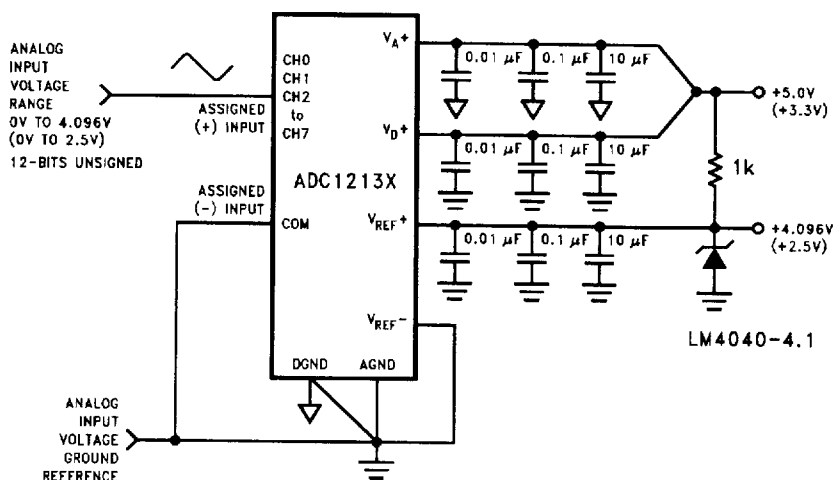 ANALOG
INPUT
VOLTAGE
RANGE
0V TO 4.096V
(0V TO 2.5V)
12-BITS UNSIGNED
ASSIGNED
(+) INPUT
ASSIGNED
(-) INPUT
CH0
CH1
CH2
to
CH7
ADC1213X
COM
VA+
VD+
VREF+
VREF-
DGND
AGND
0.01 µF
0.1 µF
10 µF
0.01 µF
0.1 µF
10 µF
0.01 µF
0.1 µF
10 µF
+5.0V
(+3.3V)
1k
+4.096V
(+2.5V)
LM4040-4.1
ANALOG
INPUT
VOLTAGE
GROUND
REFERENCE